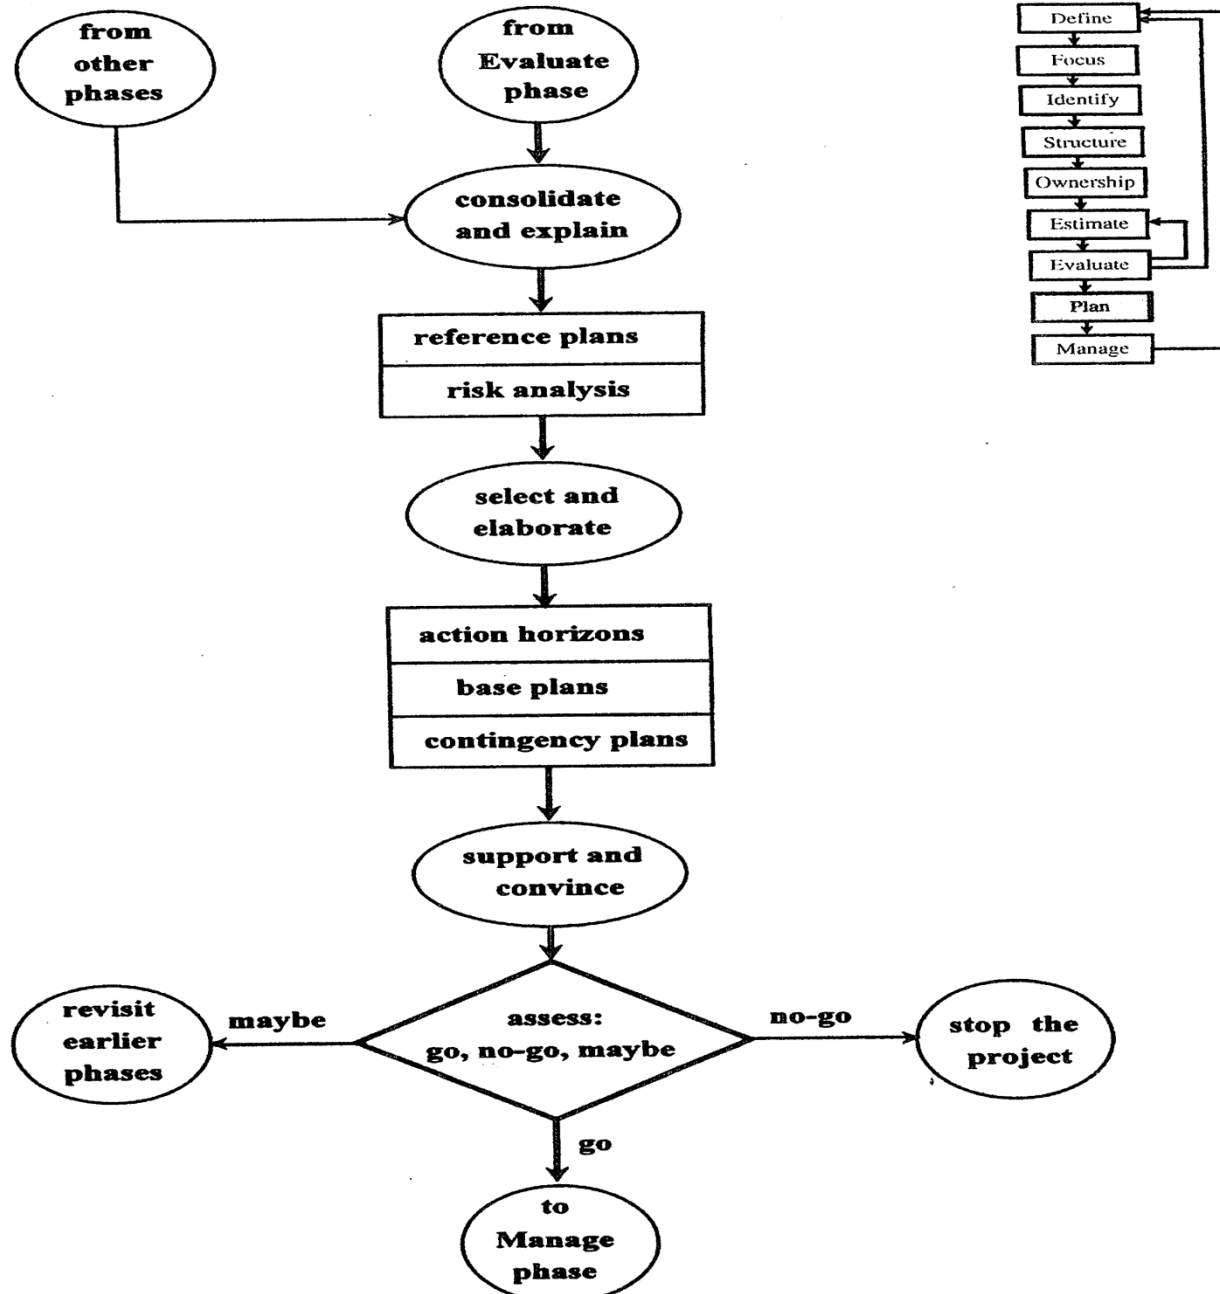 from
other
phases
from
Evaluate
phase
consolidate
and explain
reference plans
risk analysis
select and
elaborate
action horizons
base plans
contingency plans
support and
convince
assess:
go, no-go, maybe
maybe
revisit
earlier
phases
no-go
stop the
project
go
to
Manage
phase
Define
Focus
Identify
Structure
Ownership
Estimate
Evaluate
Plan
Manage